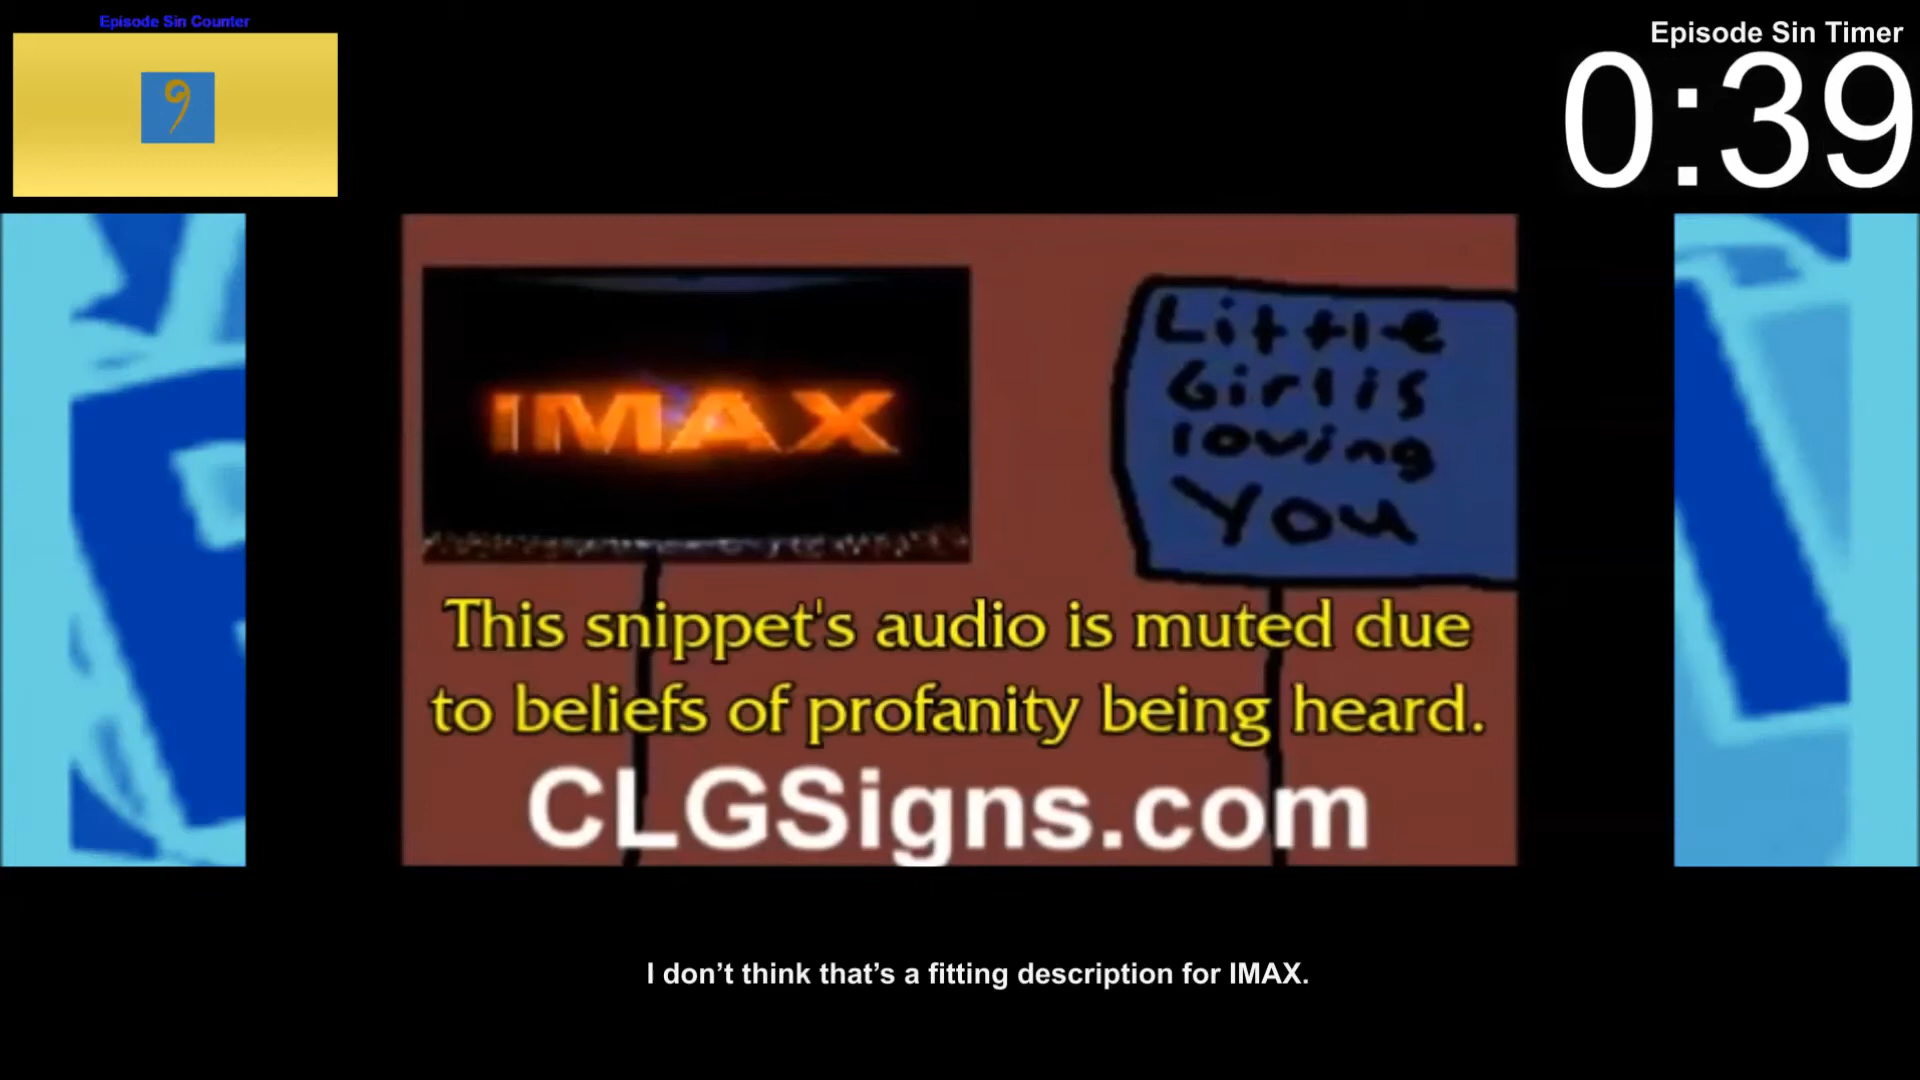 Episode Sin Counter
9
Episode Sin Timer
0:39
IMAX
Little
Girl is
loving
You
This snippet's audio is muted due
to beliefs of profanity being heard.
CLGSigns.com
I don’t think that’s a fitting description for IMAX.